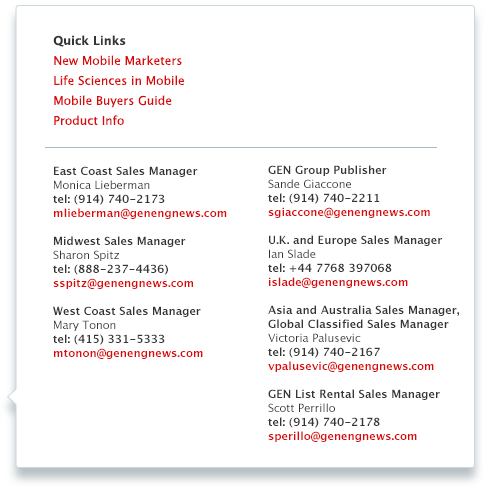 Quick Links
New Mobile Marketers
Life Sciences in Mobile
Mobile Buyers Guide
Product Info
East Coast Sales Manager
Monica Lieberman
tel: (914) 740-2173
mlieberman@genengnews.com
Midwest Sales Manager
Sharon Spitz
tel: (888-237-4436)
sspitz@genengnews.com
West Coast Sales Manager
Mary Tonon
tel: (415) 331-5333
mtonon@genengnews.com
GEN Group Publisher
Sande Giaccone
tel: (914) 740-2211
sgiaccone@genengnews.com
U.K. and Europe Sales Manager
Ian Slade
tel: +44 7768 397068
islade@genengnews.com
Asia and Australia Sales Manager,
Global Classified Sales Manager
Victoria Palusevic
tel: (914) 740-2167
vpalusevic@genengnews.com
GEN List Rental Sales Manager
Scott Perrillo
tel: (914) 740-2178
sperillo@genengnews.com